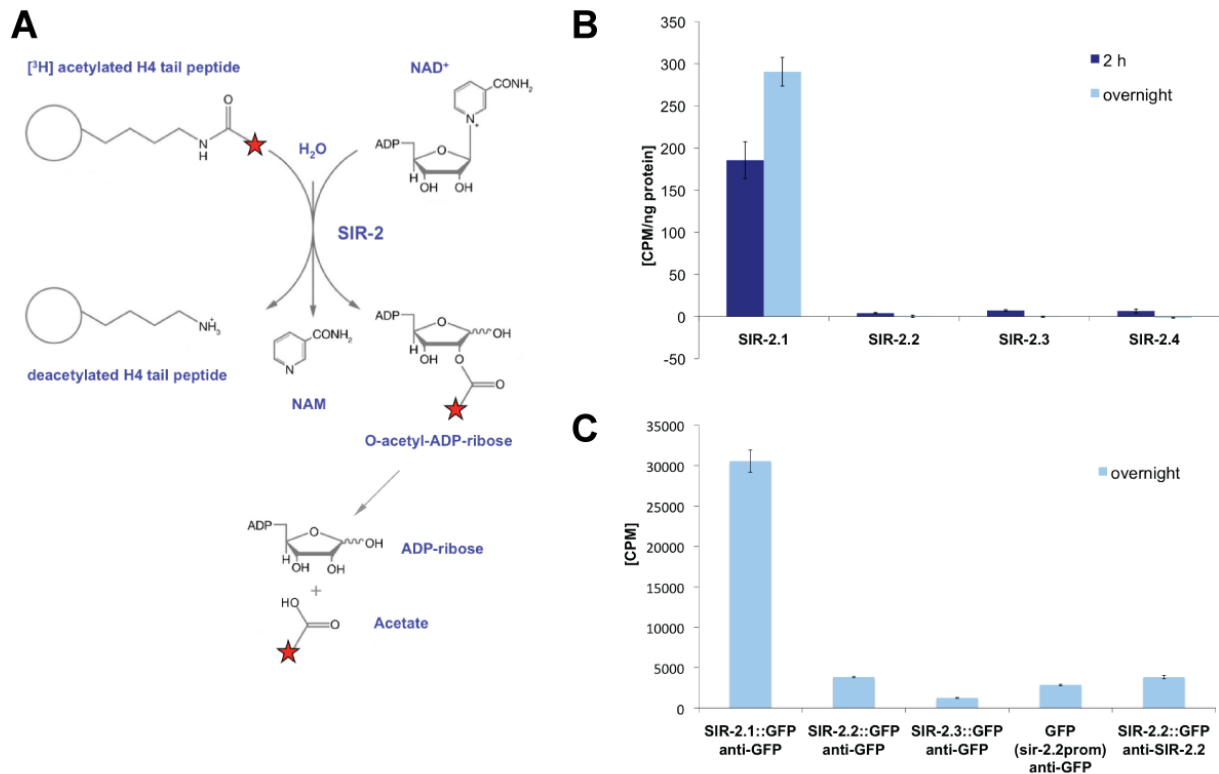 A
[³H] acetylated H4 tail peptide
O
N
H
H₂O
NAD⁺
CONH₂
N
+
ADP
O
H
OH OH
SIR-2
NH₃
+
deacetylated H4 tail peptide
CONH₂
N
NAM
ADP
O
OH
H
OH
O
O
O-acetyl-ADP-ribose
ADP
O
OH
H
OH OH
ADP-ribose
+
HO
O
Acetate
B
350
300
250
200
150
100
50
0
-50
[CPM/ng protein]
2 h
overnight
SIR-2.1 SIR-2.2 SIR-2.3 SIR-2.4
C
35000
30000
25000
20000
15000
10000
5000
0
[CPM]
overnight
SIR-2.1::GFP
anti-GFP
SIR-2.2::GFP
anti-GFP
SIR-2.3::GFP
anti-GFP
GFP
(sir-2.2prom)
anti-GFP
SIR-2.2::GFP
anti-SIR-2.2